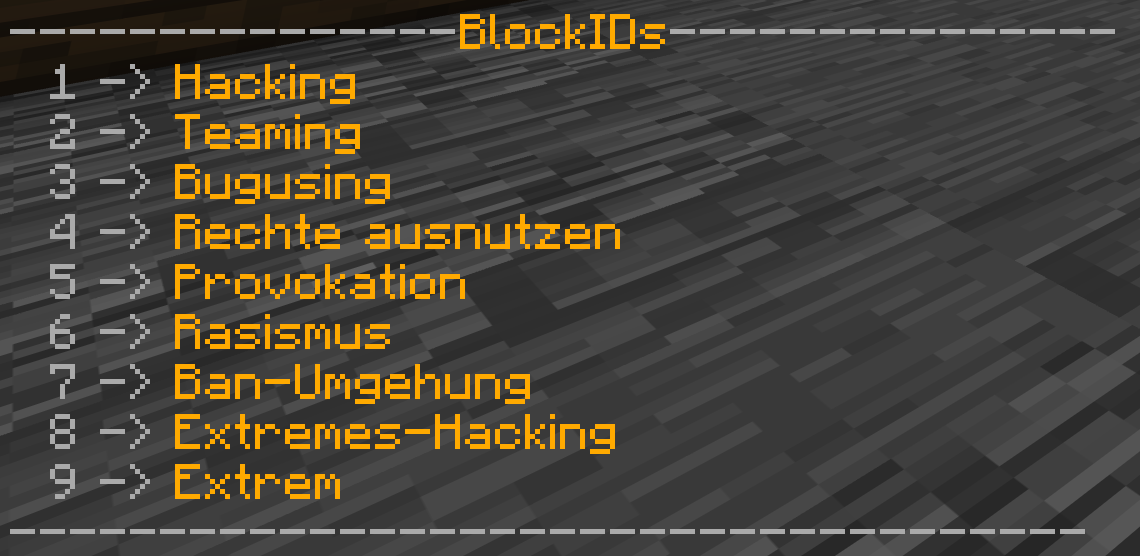 ------------------------------BlockIDs------------------------------
1 -> Hacking
2 -> Teaming
3 -> Bugusing
4 -> Rechte ausnutzen
5 -> Provokation
6 -> Rasismus
7 -> Ban-Umgehung
8 -> Extremes-Hacking
9 -> Extrem
------------------------------------------------------------------------